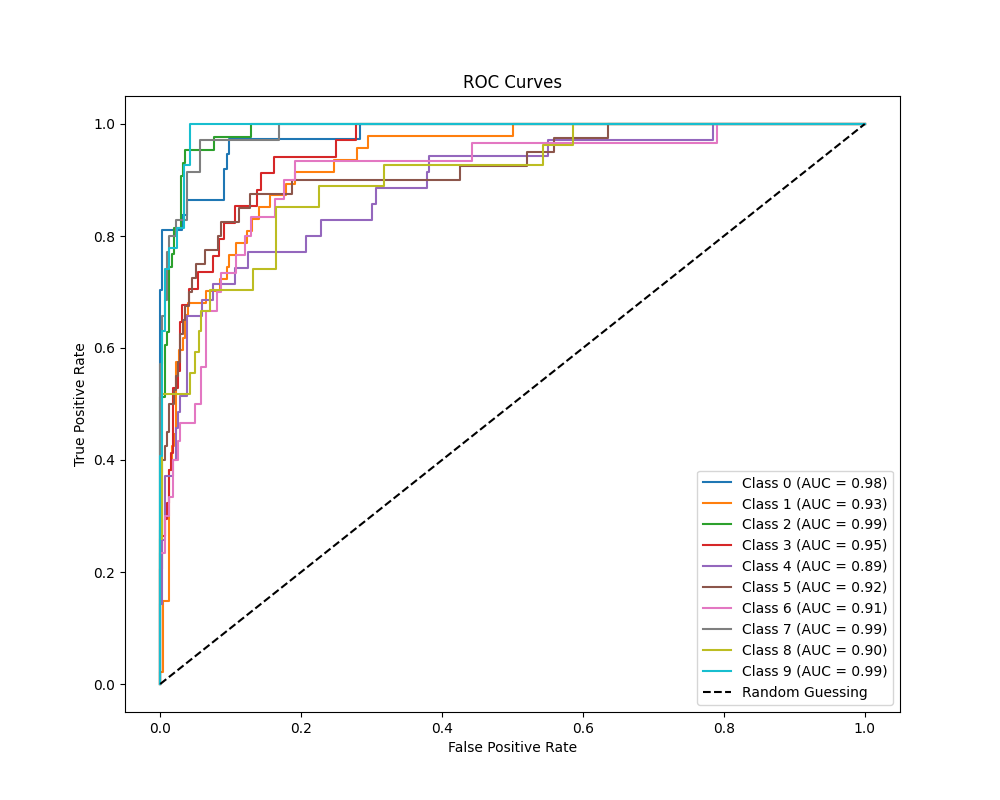 ROC Curves
True Positive Rate
1.0
0.8
0.6
0.4
0.2
0.0
Class 0 (AUC = 0.98)
Class 1 (AUC = 0.93)
Class 2 (AUC = 0.99)
Class 3 (AUC = 0.95)
Class 4 (AUC = 0.89)
Class 5 (AUC = 0.92)
Class 6 (AUC = 0.91)
Class 7 (AUC = 0.99)
Class 8 (AUC = 0.90)
Class 9 (AUC = 0.99)
Random Guessing
0.0 0.2 0.4 0.6 0.8 1.0
False Positive Rate